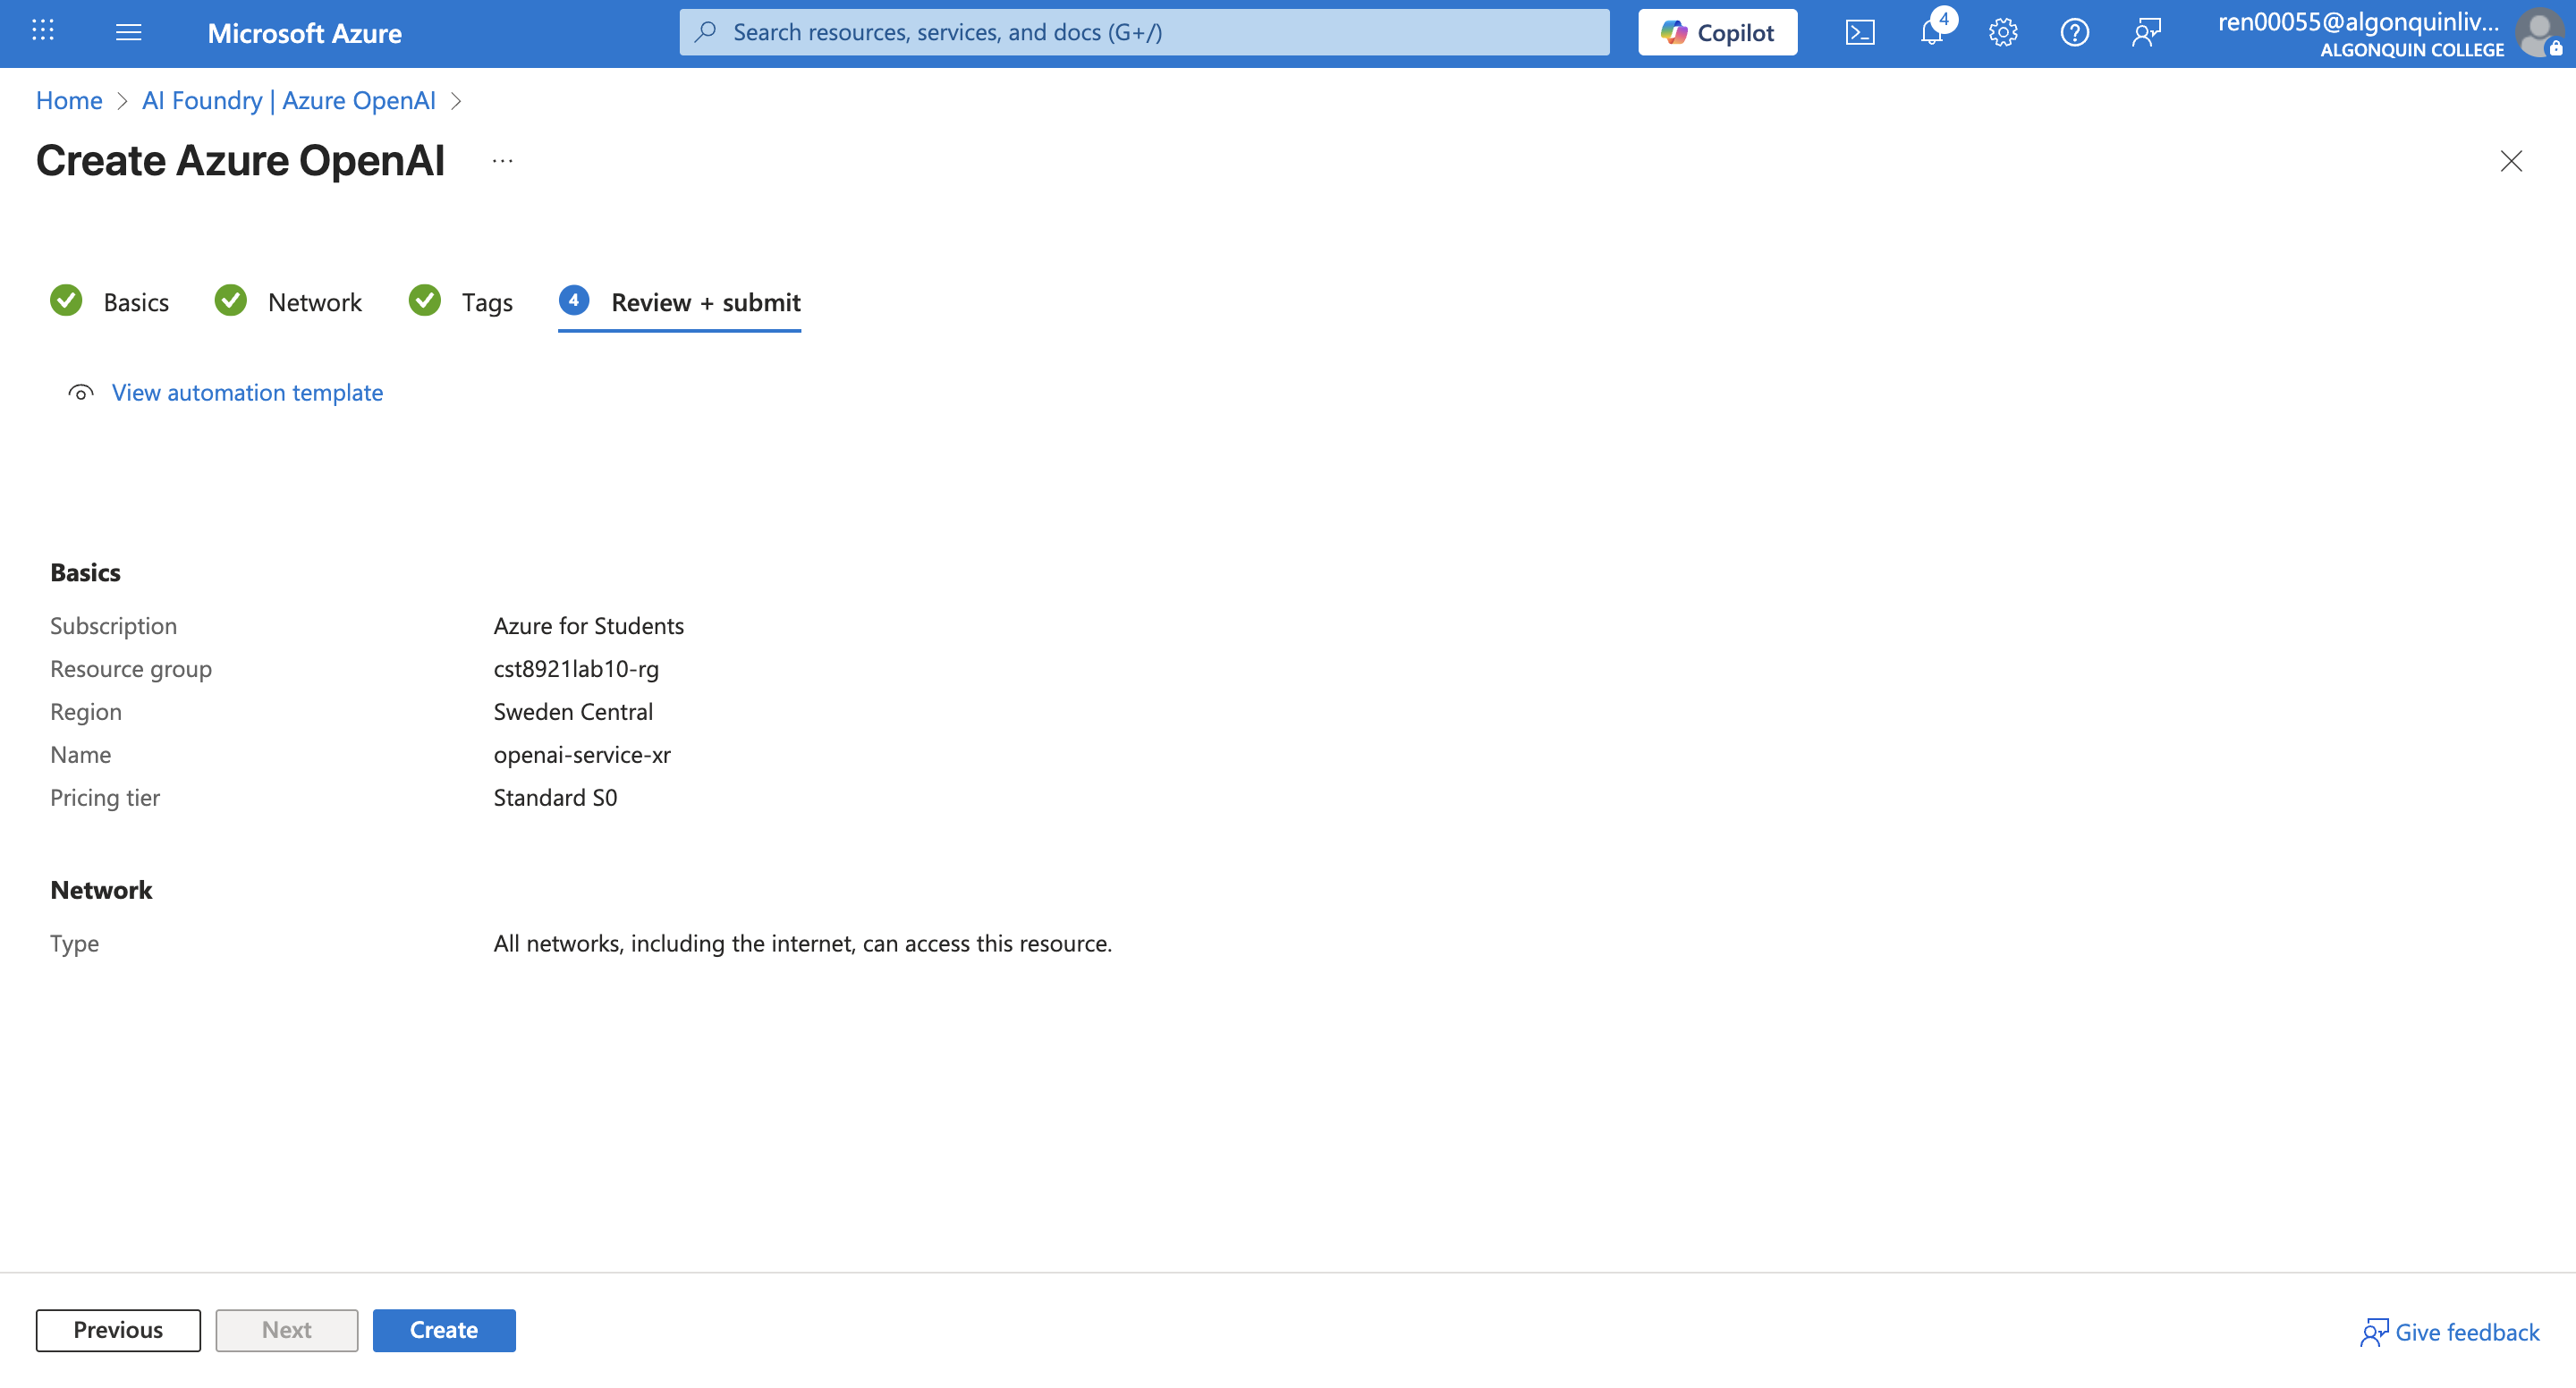 Microsoft Azure
Search resources, services, and docs (G+/)
Copilot
4
ren00055@algonquinliv...
ALGONQUIN COLLEGE
Home > AI Foundry | Azure OpenAI >
Create Azure OpenAI ...
Basics
Network
Tags
4 Review + submit
View automation template
Basics
Subscription Azure for Students
Resource group cst8921lab10-rg
Region Sweden Central
Name openai-service-xr
Pricing tier Standard S0
Network
Type All networks, including the internet, can access this resource.
Previous
Next
Create
Give feedback